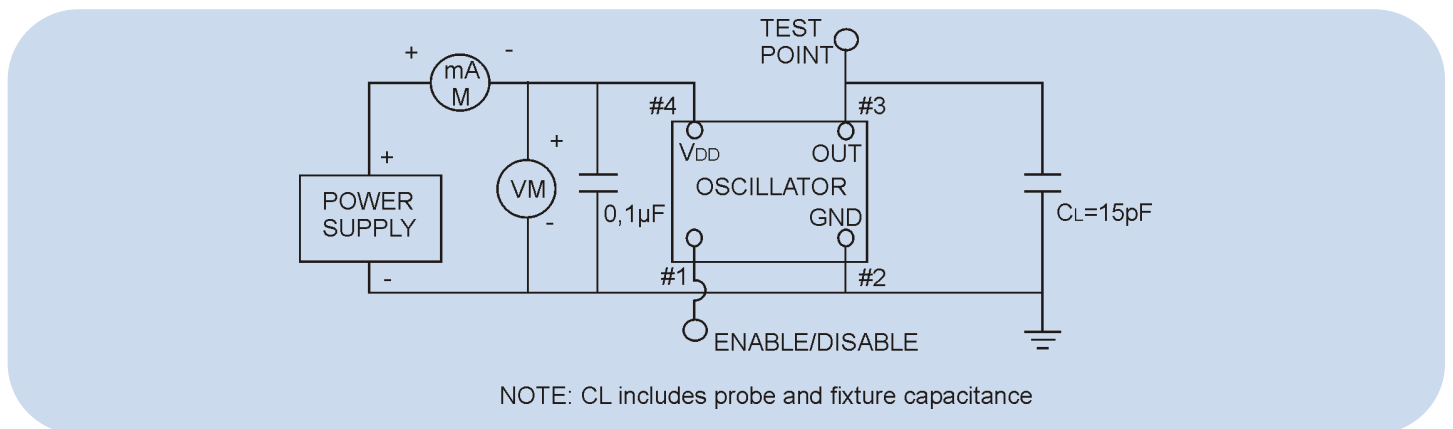 TEST
POINT
+ -
mA
M
#4 #3
+ +
VDD OUT
POWER
SUPPLY
VM
0,1µF
OSCILLATOR
GND
CL=15pF
- -
#1 #2
ENABLE/DISABLE
NOTE: CL includes probe and fixture capacitance